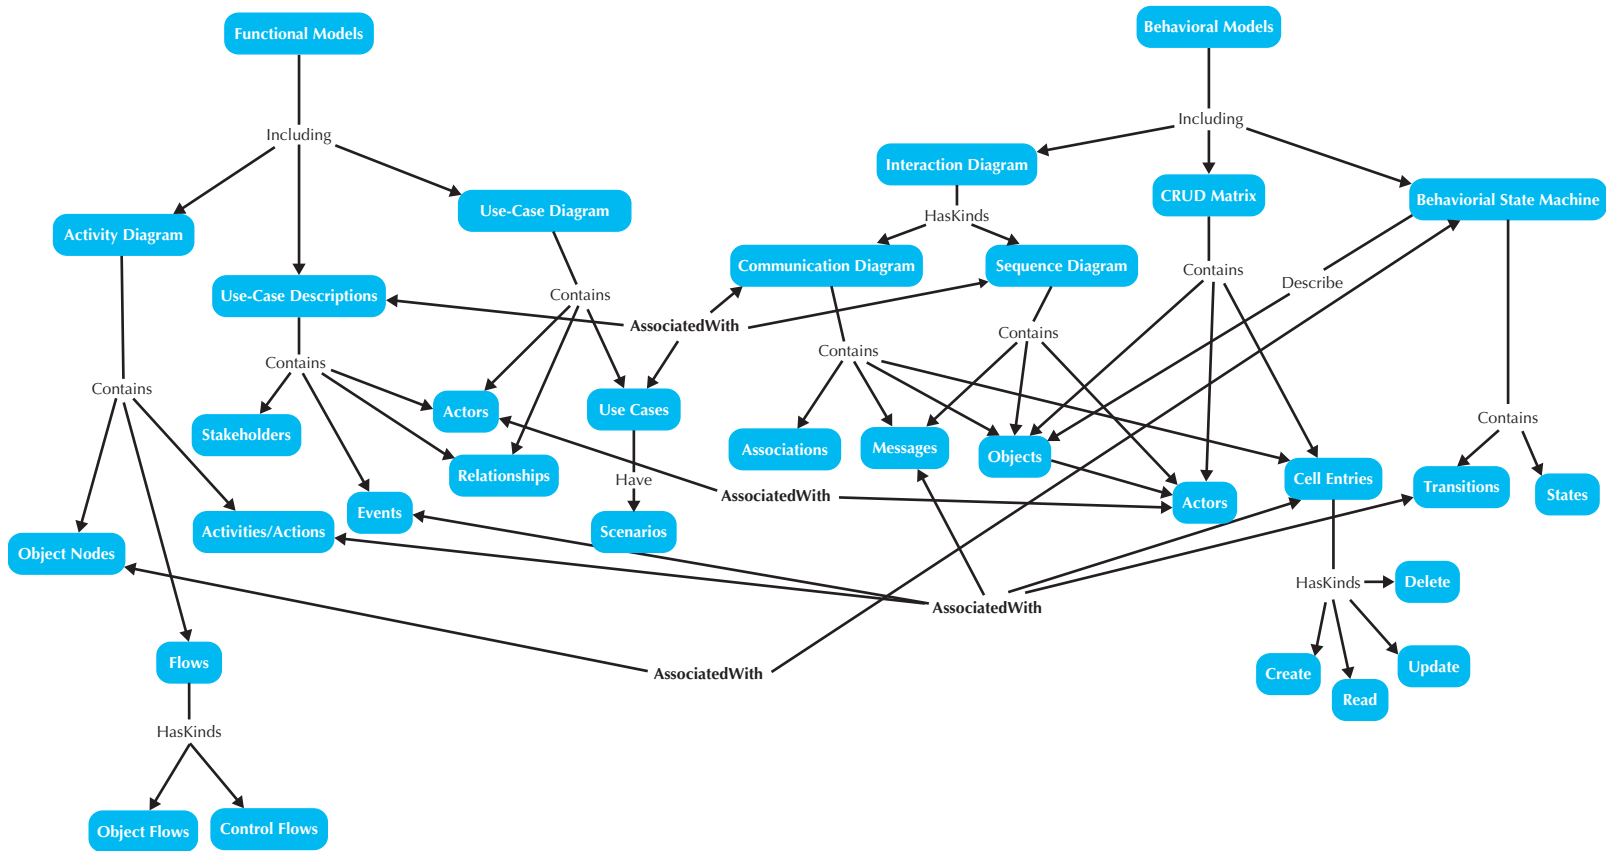 Functional Models
Behavioral Models
Including
Including
Interaction Diagram
CRUD Matrix
Behaviorial State Machine
Use-Case Diagram
HasKinds
Activity Diagram
Communication Diagram
Sequence Diagram
Contains
Describe
Use-Case Descriptions
Contains
AssociatedWith
Contains
Contains
Contains
Contains
Actors
Use Cases
Contains
Stakeholders
Associations
Messages
Objects
Relationships
Have
Cell Entries
Transitions
States
AssociatedWith
Actors
Events
Activities/Actions
Scenarios
Object Nodes
HasKinds
Delete
AssociatedWith
Flows
AssociatedWith
Create
Update
Read
HasKinds
Object Flows
Control Flows